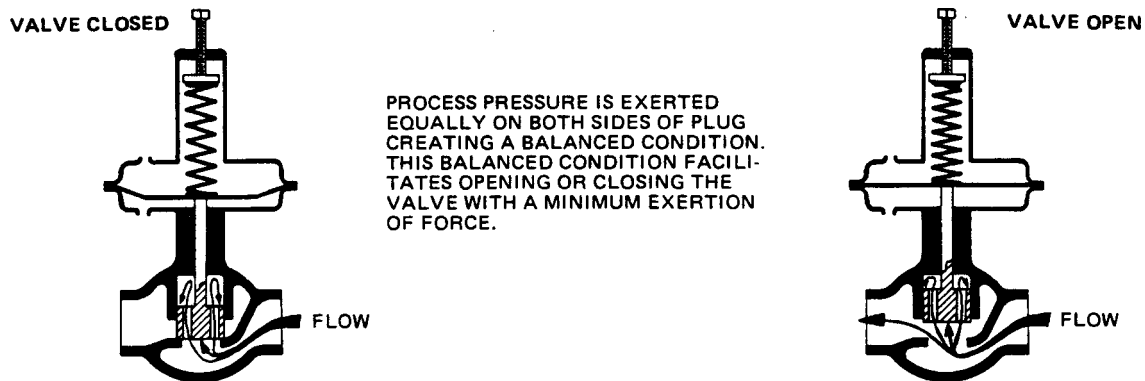 VALVE CLOSED
VALVE OPEN
PROCESS PRESSURE IS EXERTED
EQUALLY ON BOTH SIDES OF PLUG
CREATING A BALANCED CONDITION.
THIS BALANCED CONDITION FACILI-
TATES OPENING OR CLOSING THE
VALVE WITH A MINIMUM EXERTION
OF FORCE.
FLOW
FLOW